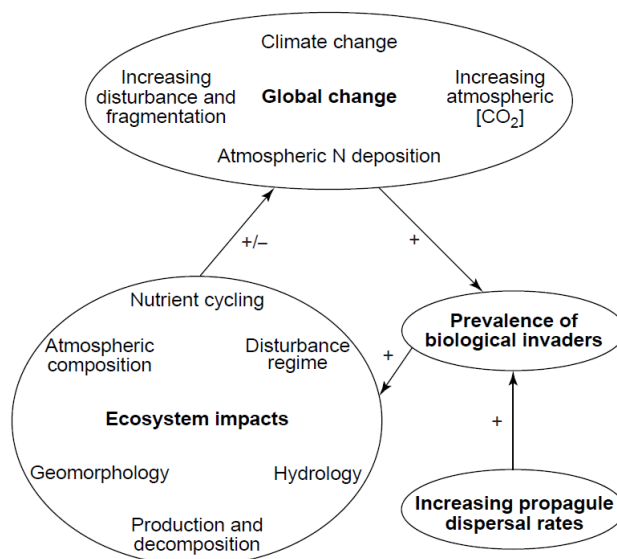 Climate change
Increasing
disturbance and
fragmentation
Global change
Increasing
atmospheric
[CO₂]
Atmospheric N deposition
+/–
+
Nutrient cycling
Atmospheric
composition
Disturbance
regime
+
Prevalence of
biological invaders
Ecosystem impacts
+
Geomorphology
Hydrology
Production and
decomposition
Increasing propagule
dispersal rates